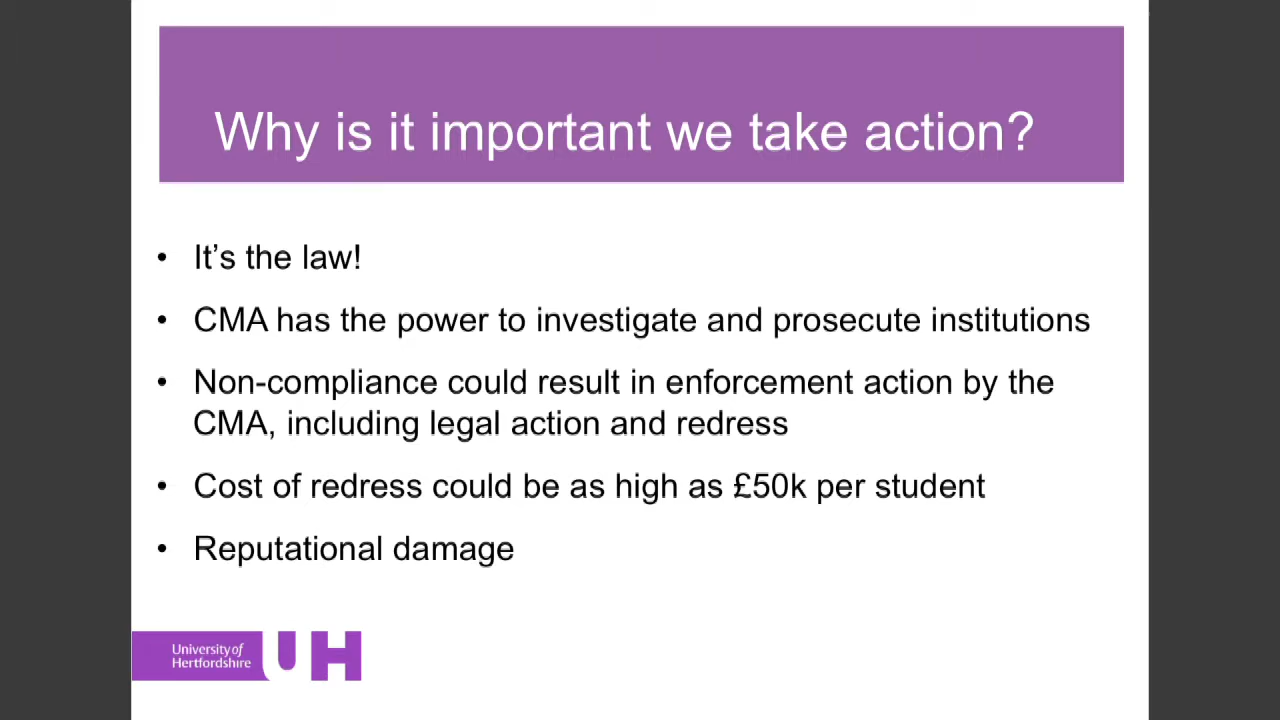 Why is it important we take action?
• It’s the law!
• CMA has the power to investigate and prosecute institutions
• Non-compliance could result in enforcement action by the
CMA, including legal action and redress
• Cost of redress could be as high as £50k per student
• Reputational damage
University of
Hertfordshire
UH